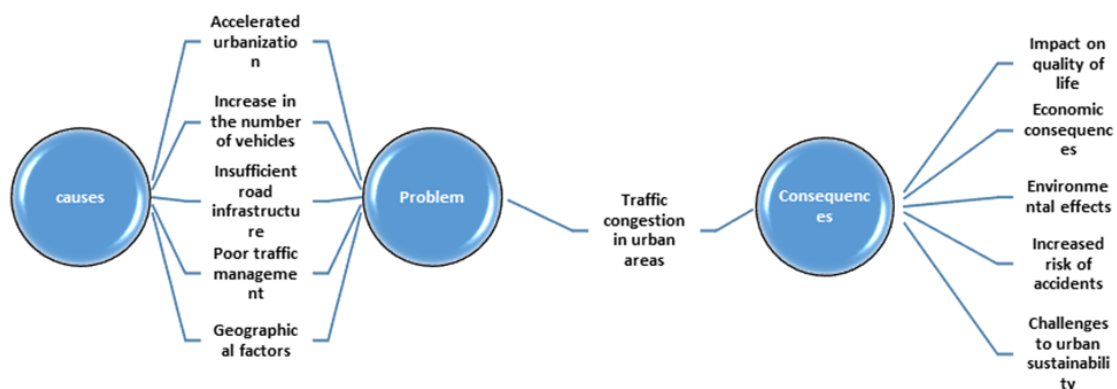 causes
Accelerated
urbanizatio
n
Increase in
the number
of vehicles
Insufficient
road
infrastructu
re
Poor traffic
manageme
nt
Geographic
al factors
Problem
Traffic
congestion
in urban
areas
Consequenc
es
Impact on
quality of
life
Economic
consequenc
es
Environme
ntal effects
Increased
risk of
accidents
Challenges
to urban
sustainabili
ty